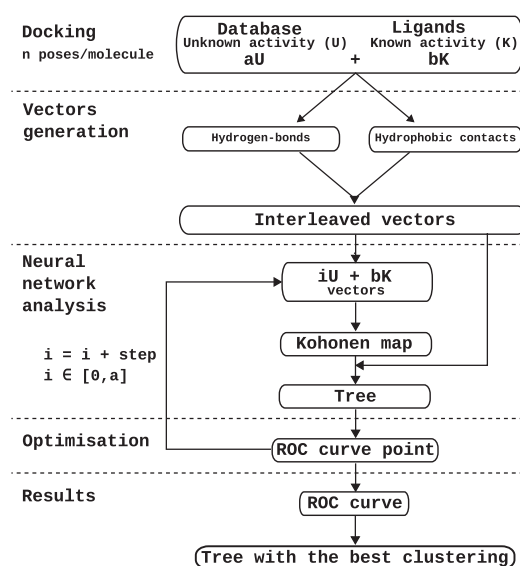 Docking
n poses/molecule
Database
Unknown activity (U)
aU
+
Ligands
Known activity (K)
bK
Vectors
generation
Hydrogen-bonds
Hydrophobic contacts
Interleaved vectors
Neural
network
analysis
iU + bK
vectors
Kohonen map
i = i + step
i ∈ [0,a]
Tree
Optimisation
ROC curve point
Results
ROC curve
Tree with the best clustering